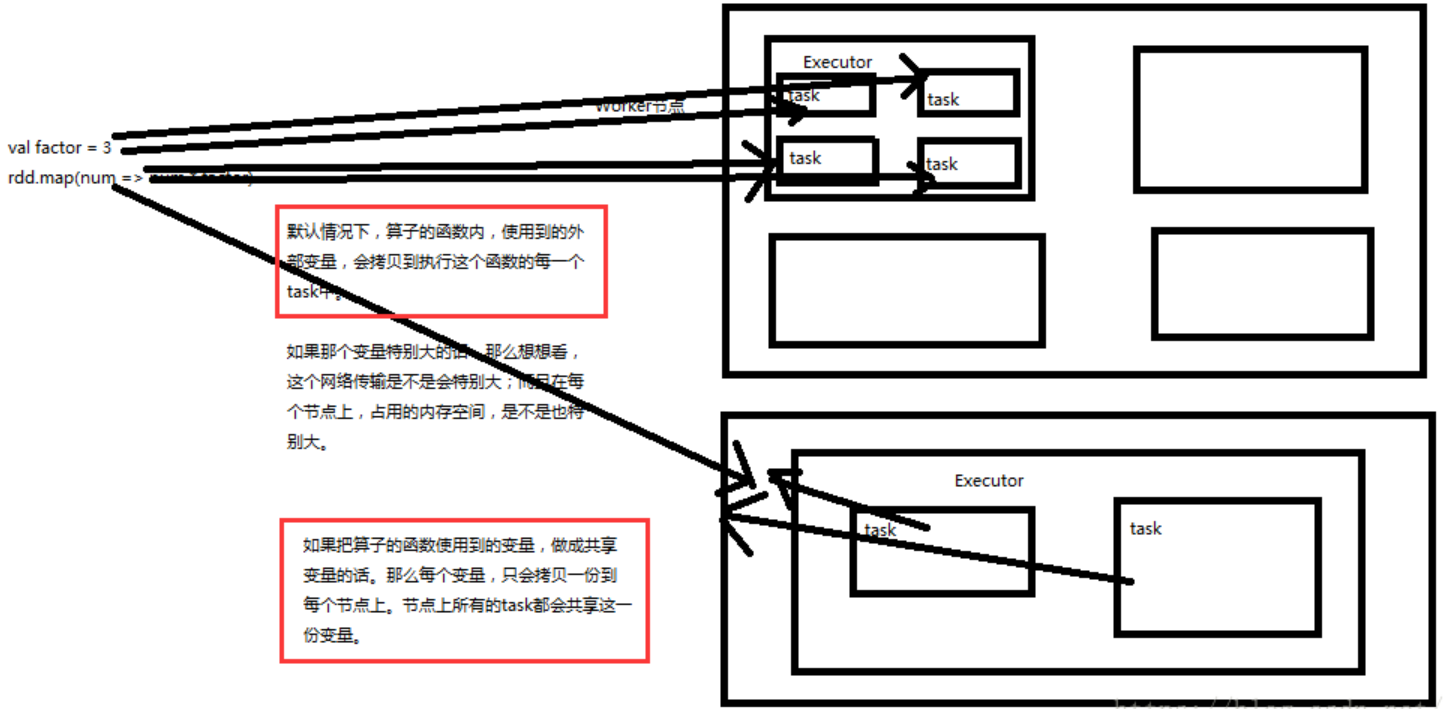 Executor
task
task
Worker节点
val factor = 3
task
task
rdd.map(num => num * factor)
默认情况下，算子的函数内，使用到的外
部变量，会拷贝到执行这个函数的每一个
task中。
如果那个变量特别大的话，那么想想看，
这个网络传输是不是会特别大；而且在每
个节点上，占用的内存空间，是不是也特
别大。
Executor
task
task
如果把算子的函数使用到的变量，做成共享
变量的话。那么每个变量，只会拷贝一份到
每个节点上。节点上所有的task都会共享这一
份变量。